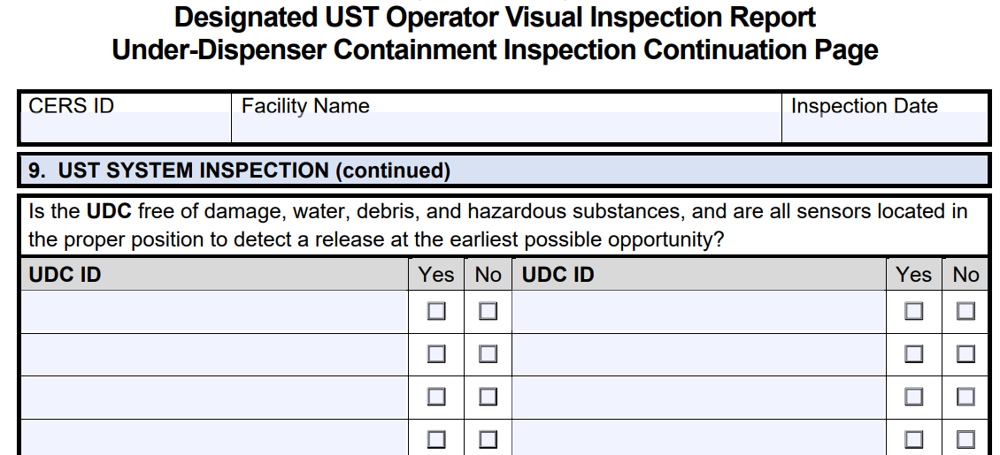 Designated UST Operator Visual Inspection Report
Under-Dispenser Containment Inspection Continuation Page
CERS ID Facility Name Inspection Date
9. UST SYSTEM INSPECTION (continued)
Is the UDC free of damage, water, debris, and hazardous substances, and are all sensors located in
the proper position to detect a release at the earliest possible opportunity?
UDC ID Yes No UDC ID Yes No